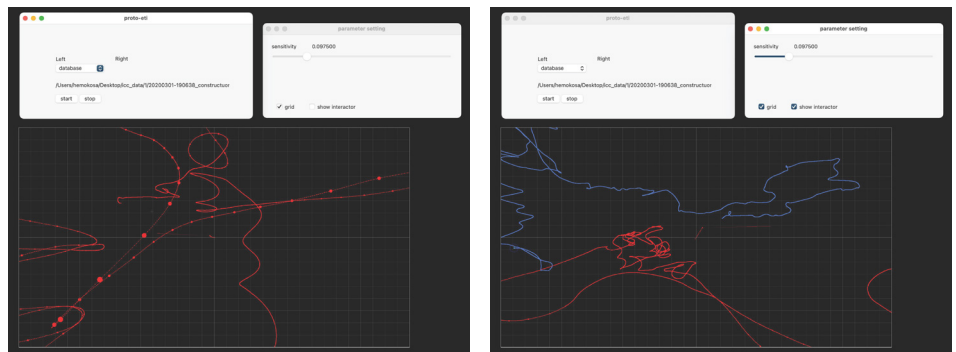 proto-eti
parameter setting
Left
Right
database
sensitivity 0.097500
/Users/hemokosa/Desktop/icc_data/1/20200301-190638_constructuor
start stop
grid show interactor
proto-eti
parameter setting
Left
Right
database
sensitivity 0.097500
/Users/hemokosa/Desktop/icc_data/1/20200301-190638_constructuor
start stop
grid show interactor